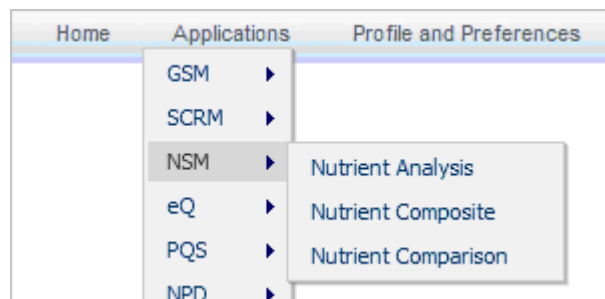 Home Applications Profile and Preferences
GSM
SCRM
NSM
Nutrient Analysis
eQ
Nutrient Composite
PQS
Nutrient Comparison
NPD